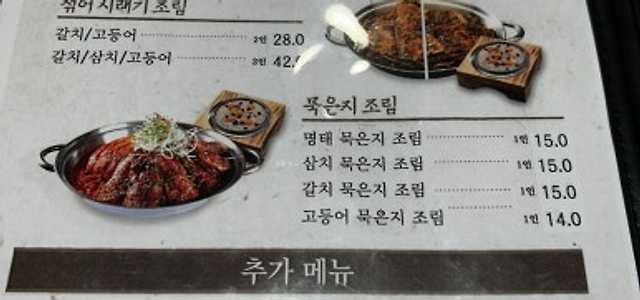 섞어 시래기 조림
갈치/고등어 2인 28.0
갈치/삼치/고등어 3인 42.0
묵은지 조림
명태 묵은지 조림 1인 15.0
삼치 묵은지 조림 1인 15.0
갈치 묵은지 조림 1인 15.0
고등어 묵은지 조림 1인 14.0
추가 메뉴